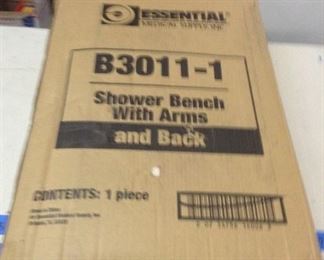 ESSENTIAL
MEDICAL SUPPLY, INC.
B3011-1
Shower Bench
With Arms
and Back
CONTENTS: 1 piece